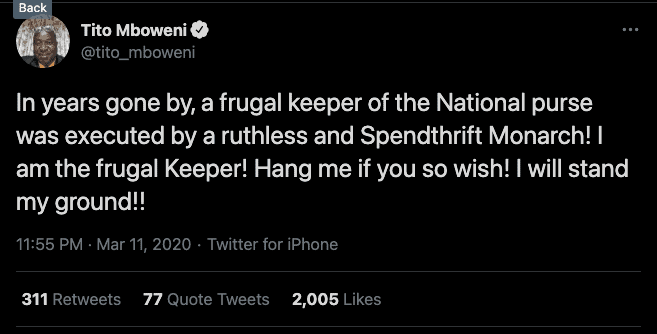 Back
Tito Mboweni
@tito_mboweni
In years gone by, a frugal keeper of the National purse
was executed by a ruthless and Spendthrift Monarch! I
am the frugal Keeper! Hang me if you so wish! I will stand
my ground!!
11:55 PM · Mar 11, 2020 · Twitter for iPhone
311 Retweets 77 Quote Tweets 2,005 Likes